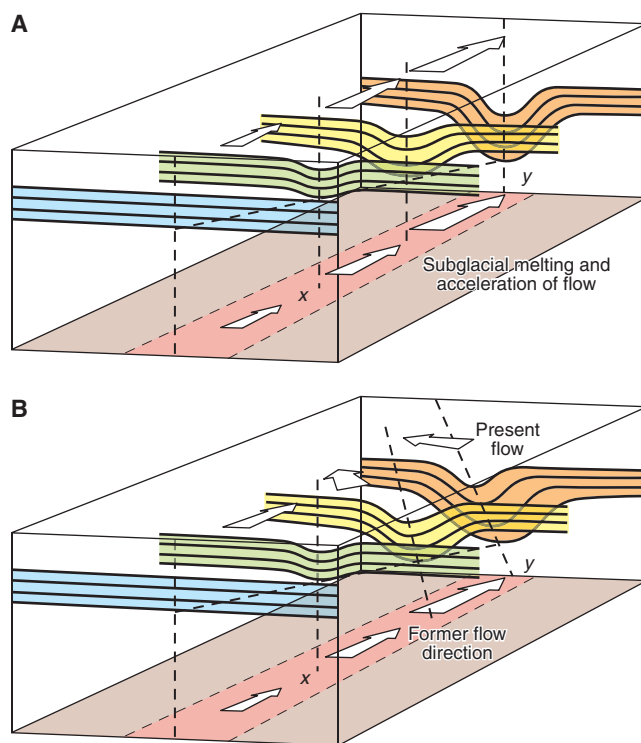 A
y
x
Subglacial melting and
acceleration of flow
B
Present
flow
y
x
Former flow
direction